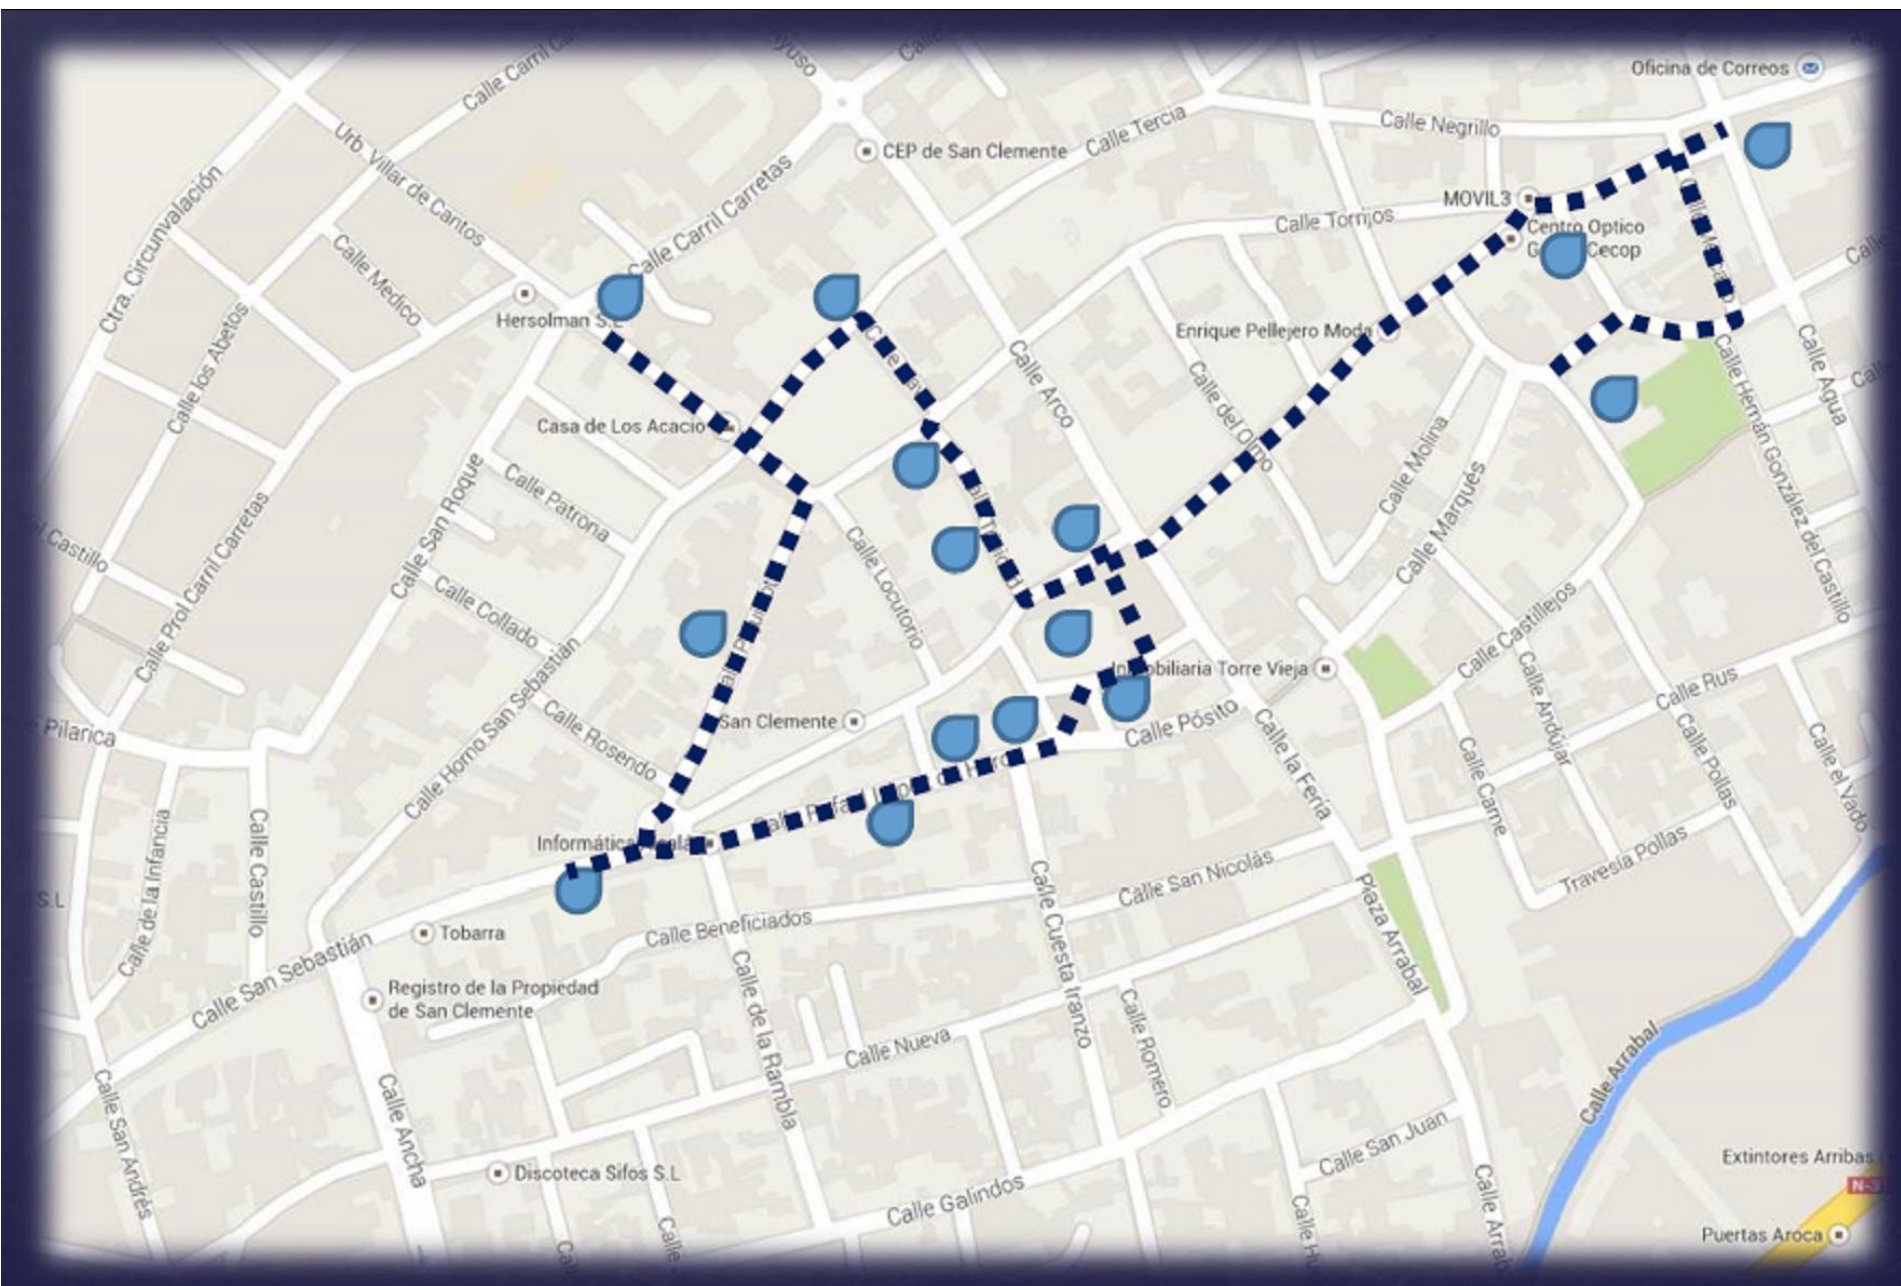 Oficina de Correos
Calle Negrillo
Calle Tercia
CEP de San Clemente
Calle Carril
Urb. Villar de Cantos
Calle Carril Carretas
Ctra. Circunvalación
Calle Medico
MOVIL3
Calle Torrijos
Centro Optico
Cecop
Hersolman S.L
Enrique Pellejero Moda
Calle los Abetos
Calle Arco
Calle del Olmo
Calle Agua
Calle Hernán González del Castillo
Casa de Los Acacio
Calle Molina
Calle Marqués
Calle San Roque
Calle Patrona
Castillo
Calle Prol Carril Carretas
Calle Locutorio
Calle Collado
Calle Castillejos
Inmobiliaria Torre Vieja
Calle Andújar
Calle Rus
Pilarica
Calle Horno San Sebastián
Calle Rosendo
San Clemente
Calle Pósito
Calle la Feria
Calle Carne
Calle Pollas
Calle el Vado
Calle de la Infancia
Calle Castillo
Travesía Pollas
Calle San Nicolás
Calle Cuesta Iranzo
Plaza Arrabal
S.L
Tobarra
Calle Beneficiados
Calle San Sebastián
Registro de la Propiedad
de San Clemente
Calle de la Rambla
Calle Nueva
Calle Romero
Calle Arrabal
Calle San Andrés
Calle Ancha
Calle San Juan
Discoteca Sifos S.L
Calle Galindos
Extintores Arribas
Puertas Aroca